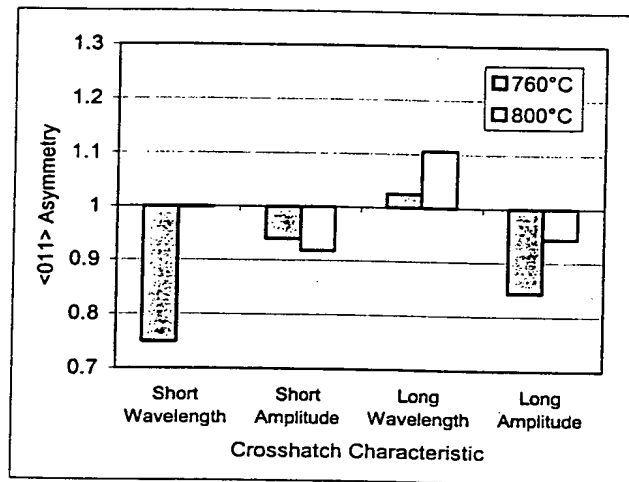 1.3
1.2
1.1
1
0.9
0.8
0.7
<011> Asymmetry
760°C
800°C
Short Wavelength
Short Amplitude
Long Wavelength
Long Amplitude
Crosshatch Characteristic